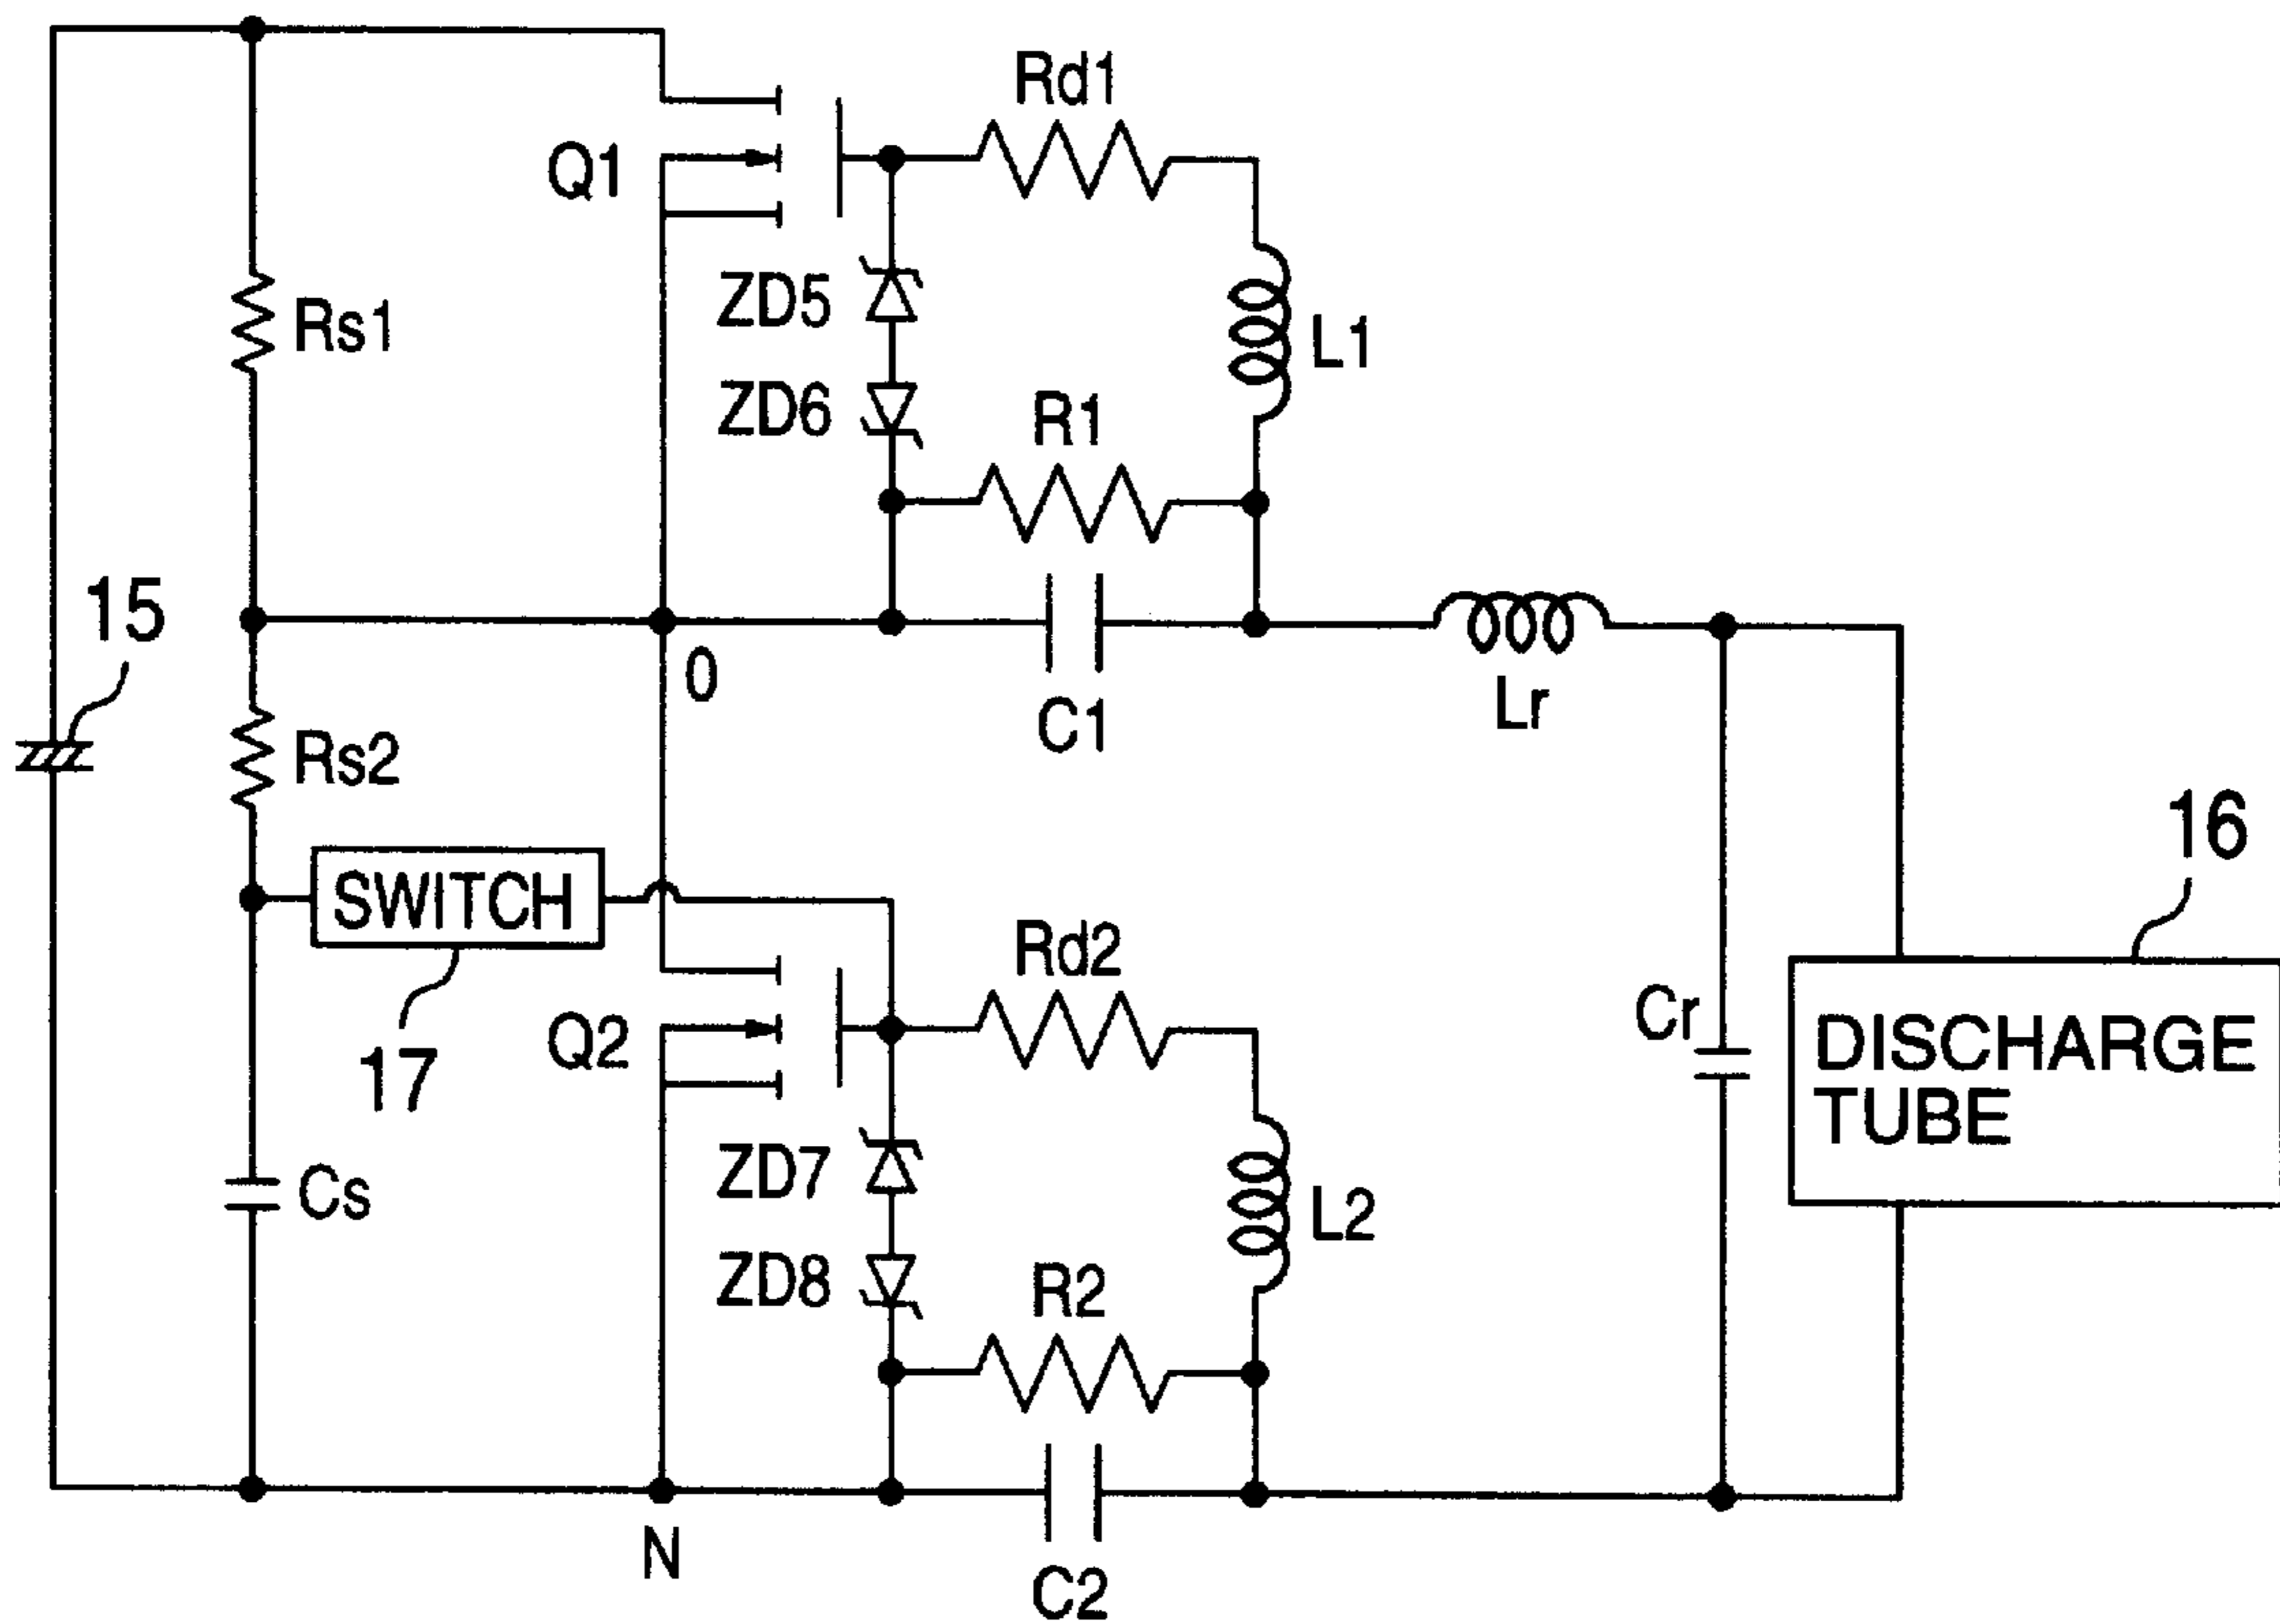 Rd1
Q1
ZD5
Rs1
L1
ZD6
R1
15
O
C1
Lr
Rs2
16
SWITCH
Rd2
Cr
DISCHARGE
TUBE
Q2
17
ZD7
Cs
L2
ZD8
R2
N
C2